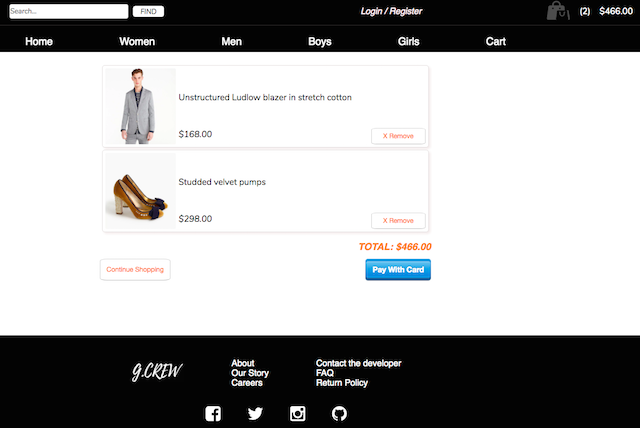 Search...
FIND
Login / Register
(2) $466.00
Home Women Men Boys Girls Cart
Unstructured Ludlow blazer in stretch cotton
$168.00
X Remove
Studded velvet pumps
$298.00
X Remove
TOTAL: $466.00
Continue Shopping
Pay With Card
g.CREW
About
Our Story
Careers
Contact the developer
FAQ
Return Policy